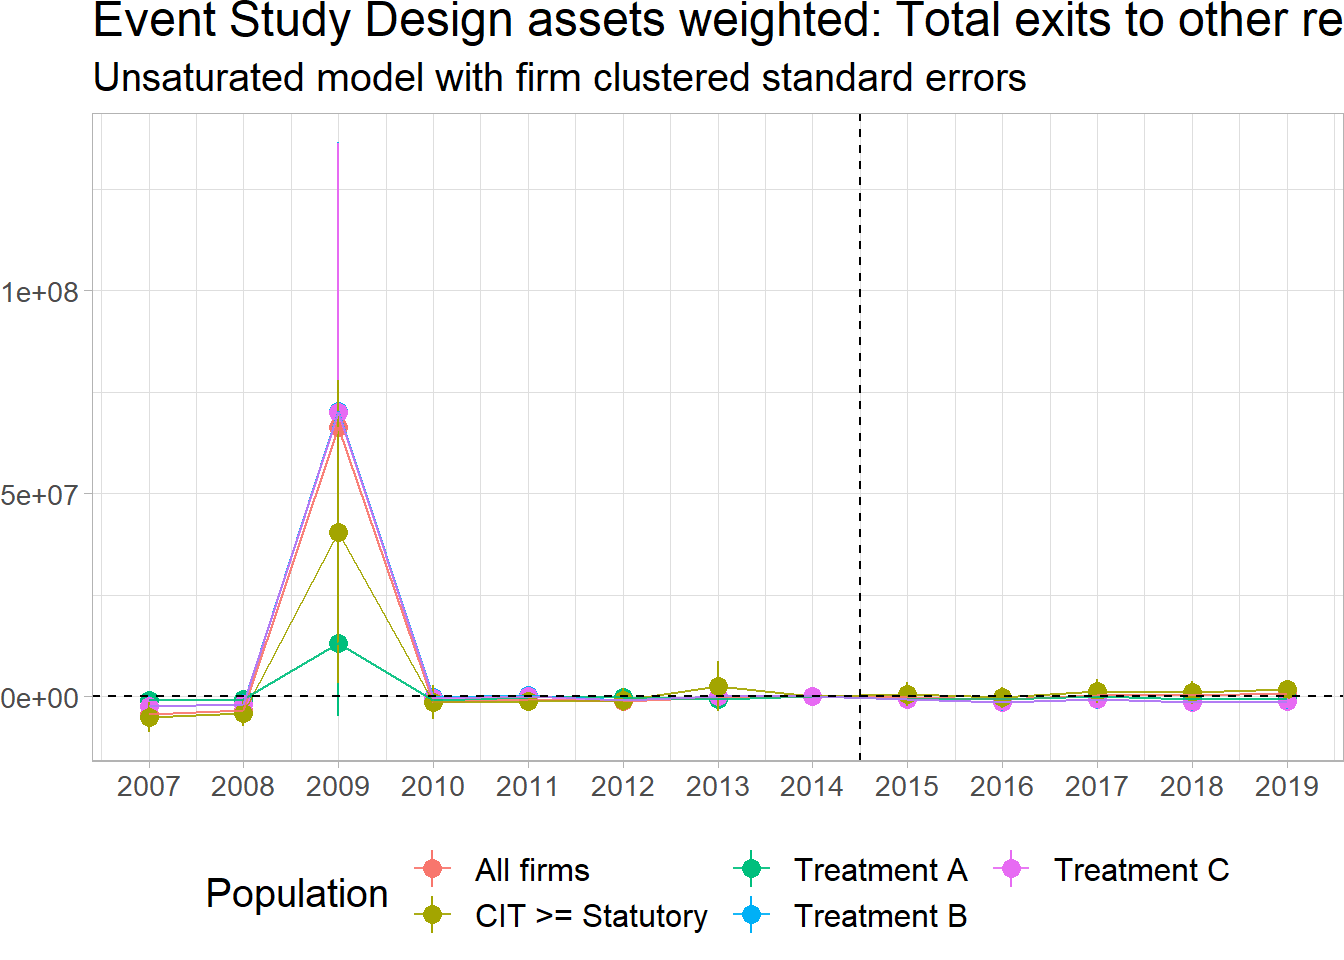 Event Study Design assets weighted: Total exits to other re
Unsaturated model with firm clustered standard errors
1e+08
5e+07
0e+00
2007 2008 2009 2010 2011 2012 2013 2014 2015 2016 2017 2018 2019
Population
All firms
CIT >= Statutory
Treatment A
Treatment B
Treatment C